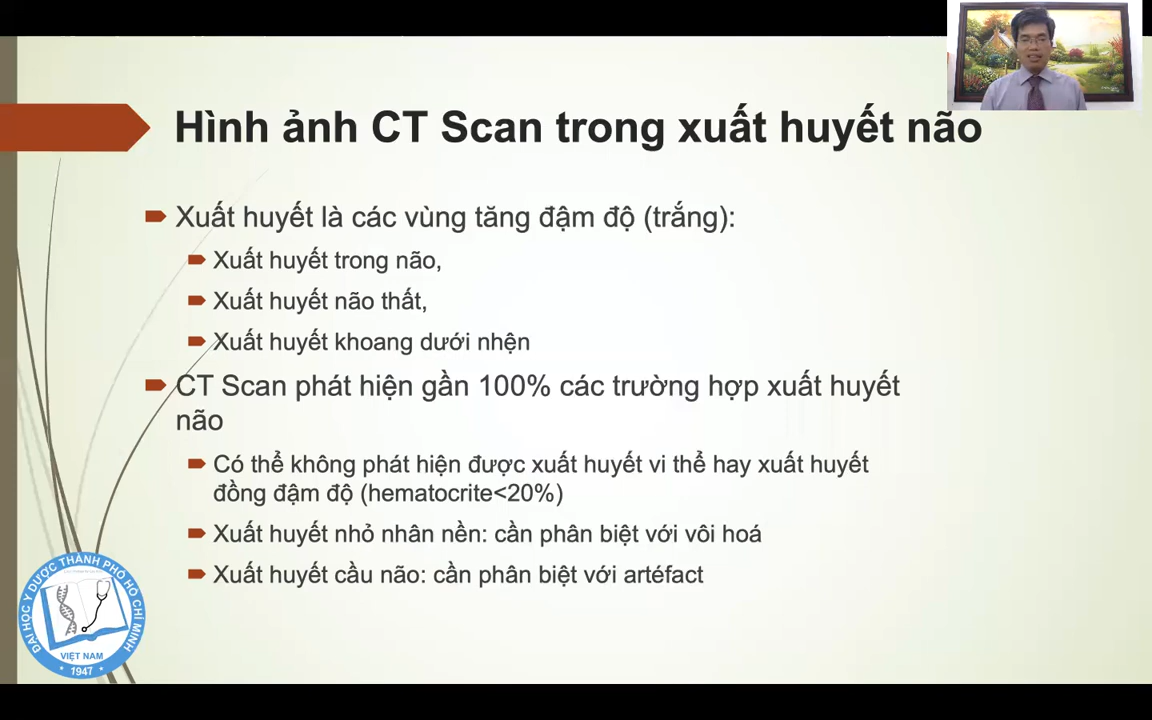 Hình ảnh CT Scan trong xuất huyết não
Xuất huyết là các vùng tăng đậm độ (trắng):
Xuất huyết trong não,
Xuất huyết não thất,
Xuất huyết khoang dưới nhện
CT Scan phát hiện gần 100% các trường hợp xuất huyết
não
Có thể không phát hiện được xuất huyết vi thể hay xuất huyết
đồng đậm độ (hematocrite<20%)
Xuất huyết nhỏ nhân nền: cần phân biệt với vôi hoá
Xuất huyết cầu não: cần phân biệt với artéfact
ĐẠI HỌC Y DƯỢC THÀNH PHỐ HỒ CHÍ MINH
VIỆT NAM
1947